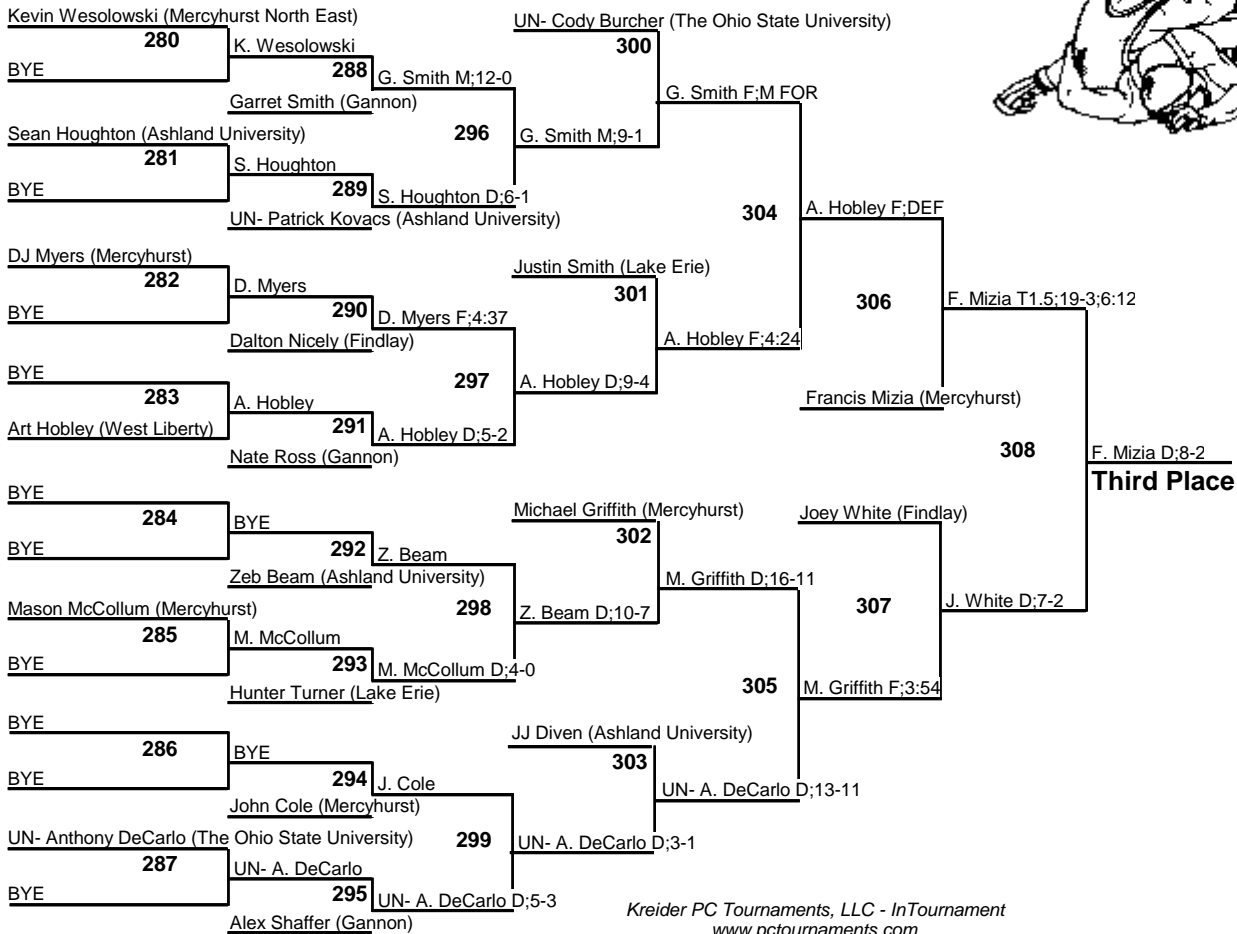 Kevin Wesolowski (Mercyhurst North East)
280
BYE
K. Wesolowski
288
Garret Smith (Gannon)
G. Smith M;12-0
Sean Houghton (Ashland University)
281
BYE
S. Houghton
289
UN- Patrick Kovacs (Ashland University)
S. Houghton D;6-1
296
G. Smith M;9-1
UN- Cody Burcher (The Ohio State University)
300
G. Smith F;M FOR
DJ Myers (Mercyhurst)
282
BYE
D. Myers
290
Dalton Nicely (Findlay)
D. Myers F;4:37
BYE
283
Art Hobley (West Liberty)
A. Hobley
291
Nate Ross (Gannon)
A. Hobley D;5-2
297
A. Hobley D;9-4
Justin Smith (Lake Erie)
301
A. Hobley F;4:24
304
A. Hobley F;DEF
306
Francis Mizia (Mercyhurst)
F. Mizia T1.5;19-3;6:12
BYE
284
BYE
BYE
292
Zeb Beam (Ashland University)
Z. Beam
Mason McCollum (Mercyhurst)
285
BYE
M. McCollum
293
Hunter Turner (Lake Erie)
M. McCollum D;4-0
298
Z. Beam D;10-7
Michael Griffith (Mercyhurst)
302
M. Griffith D;16-11
BYE
286
BYE
BYE
294
John Cole (Mercyhurst)
J. Cole
UN- Anthony DeCarlo (The Ohio State University)
287
BYE
UN- A. DeCarlo
295
Alex Shaffer (Gannon)
UN- A. DeCarlo D;5-3
299
UN- A. DeCarlo D;3-1
JJ Diven (Ashland University)
303
UN- A. DeCarlo D;13-11
305
M. Griffith F;3:54
Joey White (Findlay)
307
J. White D;7-2
308
F. Mizia D;8-2
Third Place
Kreider PC Tournaments, LLC - InTournament
www.pctournaments.com